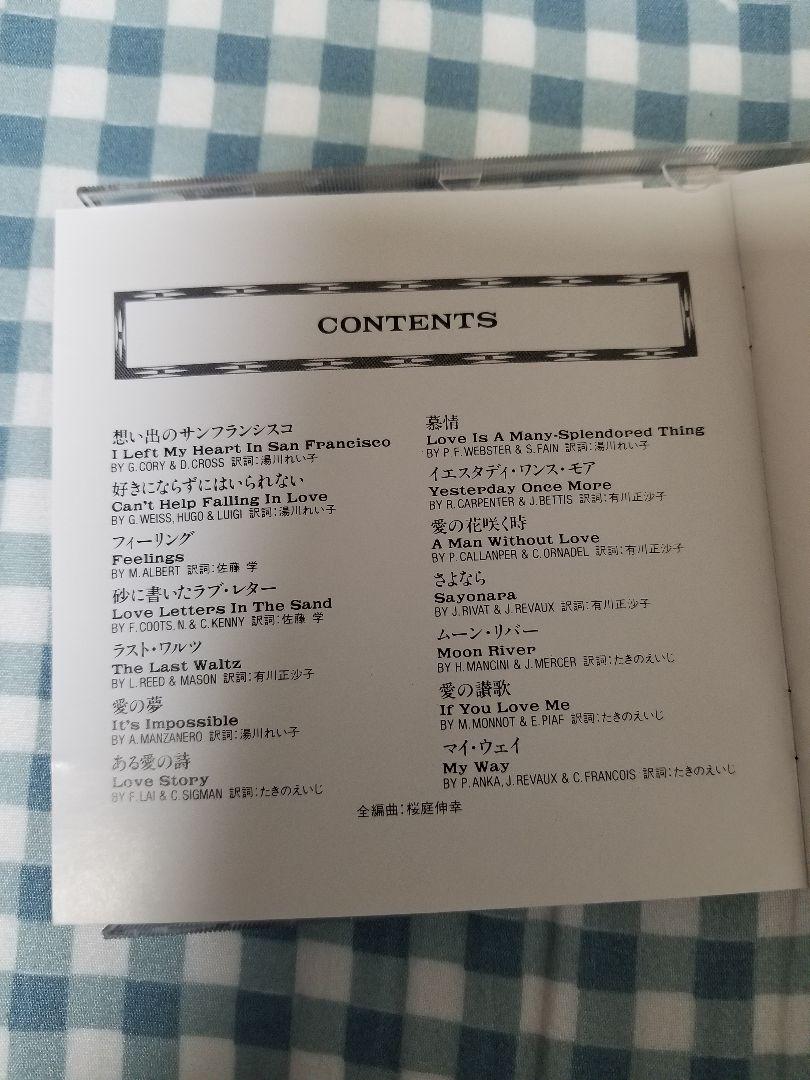 CONTENTS
想い出のサンフランシスコ
I Left My Heart In San Francisco
BY G. CORY & D. CROSS 訳詞：湯川れい子
好きにならずにはいられない
Can't Help Falling In Love
BY G. WEISS, HUGO & LUIGI 訳詞：湯川れい子
フィーリング
Feelings
BY M. ALBERT 訳詞：佐藤 学
砂に書いたラブ・レター
Love Letters In The Sand
BY F. COOTS, N. & C. KENNY 訳詞：佐藤 学
ラスト・ワルツ
The Last Waltz
BY L. REED & MASON 訳詞：有川正沙子
愛の夢
It's Impossible
BY A. MANZANERO 訳詞：湯川れい子
ある愛の詩
Love Story
BY F. LAI & C. SIGMAN 訳詞：たきのえいじ
慕情
Love Is A Many-Splendored Thing
BY P. F. WEBSTER & S. FAIN 訳詞：湯川れい子
イエスタデイ・ワンス・モア
Yesterday Once More
BY R. CARPENTER & J. BETTIS 訳詞：有川正沙子
愛の花咲く時
A Man Without Love
BY P. CALLANPER & C. ORNADEL 訳詞：有川正沙子
さよなら
Sayonara
BY J. RIVAT & J. REVAUX 訳詞：有川正沙子
ムーン・リバー
Moon River
BY H. MANCINI & J. MERCER 訳詞：たきのえいじ
愛の讃歌
If You Love Me
BY M. MONNOT & E. PIAF 訳詞：たきのえいじ
マイ・ウェイ
My Way
BY P. ANKA, J. REVAUX & C. FRANCOIS 訳詞：たきのえいじ
全編曲：桜庭伸幸